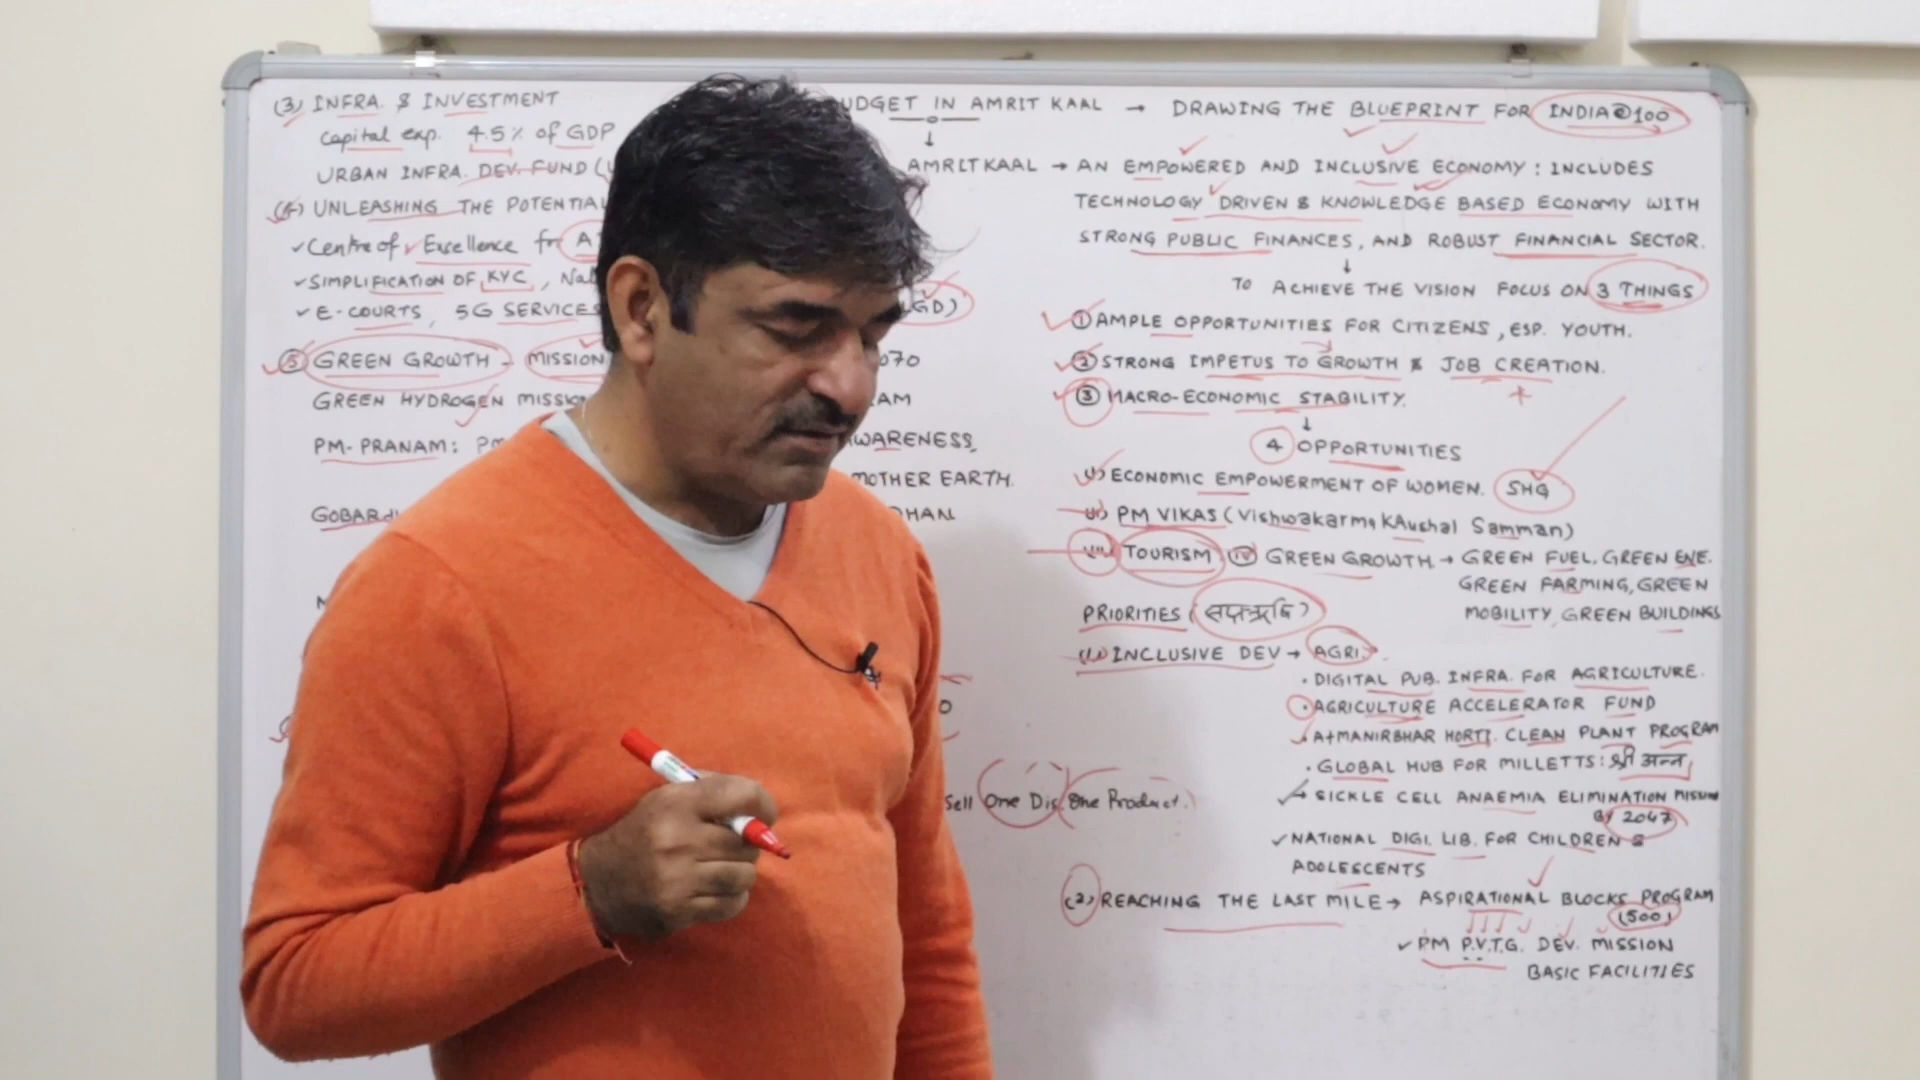 (3) INFRA. & INVESTMENT
Capital exp. 4.5% of GDP
URBAN INFRA. DEV. FUND (
(4) UNLEASHING THE POTENTIAL
✓ Centre of Excellence for
✓ SIMPLIFICATION OF KYC,
✓ E-COURTS, 5G SERVICES
GD)
⑤ GREEN GROWTH - MISSION
070
GREEN HYDROGEN MISSION
RAM
PM-PRANAM: PM
AWARENESS,
MOTHER EARTH.
DHAN
0
Sell One Dis. One Product.
UDGET IN AMRIT KAAL → DRAWING THE BLUEPRINT FOR INDIA@100
↓
AMRITKAAL → AN EMPOWERED AND INCLUSIVE ECONOMY: INCLUDES
TECHNOLOGY DRIVEN & KNOWLEDGE BASED ECONOMY WITH
STRONG PUBLIC FINANCES, AND ROBUST FINANCIAL SECTOR.
↓
TO ACHIEVE THE VISION FOCUS ON 3 THINGS
① AMPLE OPPORTUNITIES FOR CITIZENS, ESP. YOUTH.
② STRONG IMPETUS TO GROWTH & JOB CREATION.
③ MACRO-ECONOMIC STABILITY.
↓
4 OPPORTUNITIES
(i) ECONOMIC EMPOWERMENT OF WOMEN. SHG
(ii) PM VIKAS (Vishwakarma KAushal Samman)
(iii) TOURISM (iv) GREEN GROWTH → GREEN FUEL, GREEN ENE.
GREEN FARMING, GREEN
MOBILITY, GREEN BUILDINGS
PRIORITIES (
(1) INCLUSIVE DEV → AGRI.
• DIGITAL PUB. INFRA. FOR AGRICULTURE.
• AGRICULTURE ACCELERATOR FUND
• ATMANIRBHAR HORTI. CLEAN PLANT PROGRAM
• GLOBAL HUB FOR MILLETTS: श्री अन्न
→ SICKLE CELL ANAEMIA ELIMINATION MISSION
BY 2047
✓ NATIONAL DIGI. LIB. FOR CHILDREN &
ADOLESCENTS
(2) REACHING THE LAST MILE → ASPIRATIONAL BLOCKS PROGRAM
(500)
✓ PM P.V.T.G. DEV. MISSION
BASIC FACILITIES